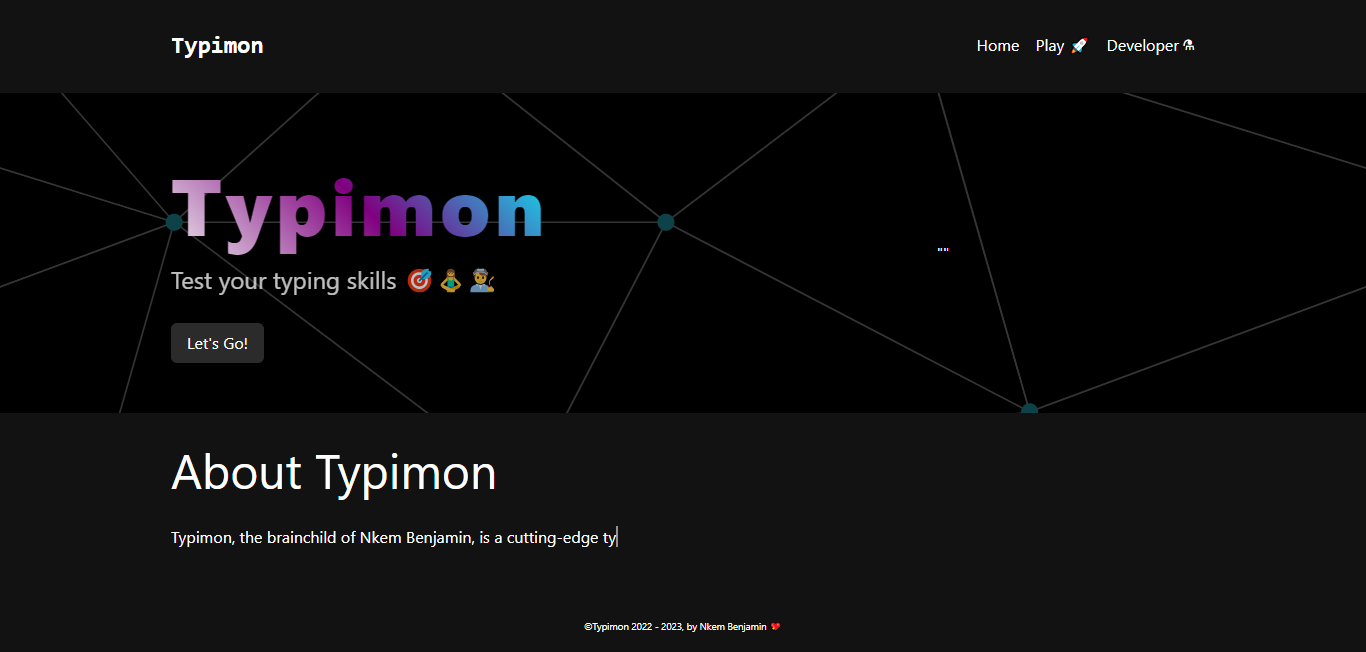 Typimon
Home Play 🚀 Developer ⚗
Typimon
Test your typing skills 🎯
Let's Go!
""
About Typimon
Typimon, the brainchild of Nkem Benjamin, is a cutting-edge ty
©Typimon 2022 - 2023, by Nkem Benjamin 💖